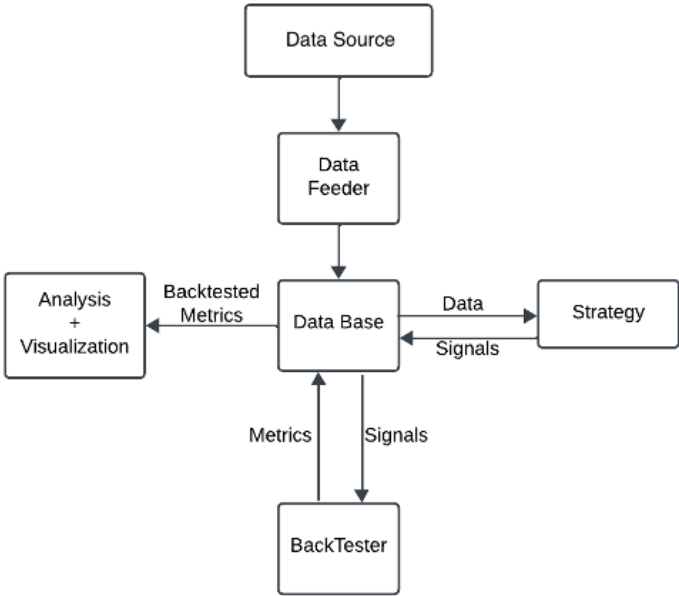 Data Source
Data
Feeder
Analysis
+
Visualization
Backtested
Metrics
Data Base
Data
Signals
Strategy
Metrics
Signals
BackTester